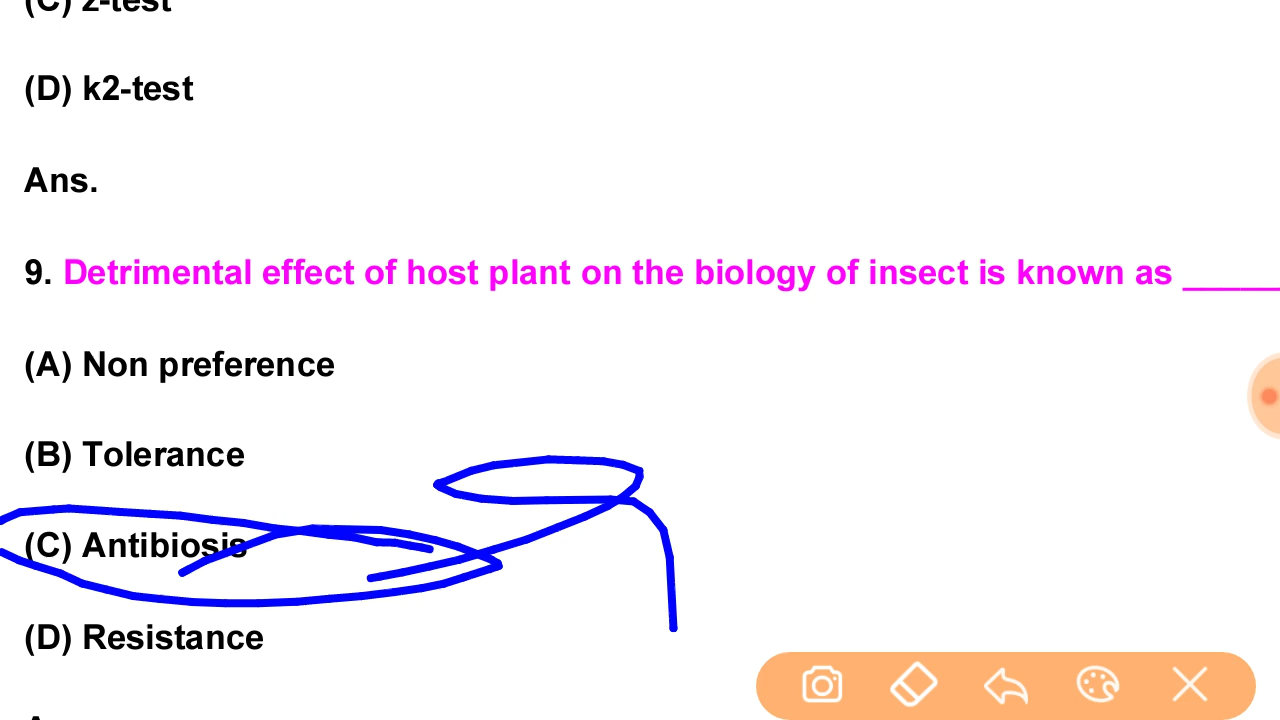 (C) z-test
(D) k2-test
Ans.
9. Detrimental effect of host plant on the biology of insect is known as ______
(A) Non preference
(B) Tolerance
(C) Antibiosis
(D) Resistance